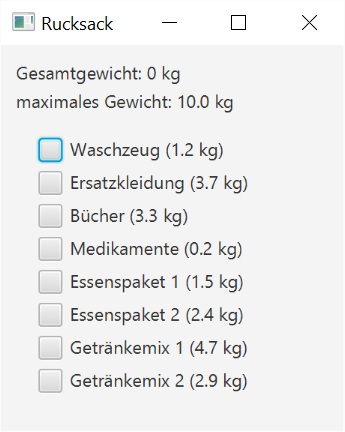 Rucksack
Gesamtgewicht: 0 kg
maximales Gewicht: 10.0 kg
Waschzeug (1.2 kg)
Ersatzkleidung (3.7 kg)
Bücher (3.3 kg)
Medikamente (0.2 kg)
Essenspaket 1 (1.5 kg)
Essenspaket 2 (2.4 kg)
Getränkemix 1 (4.7 kg)
Getränkemix 2 (2.9 kg)